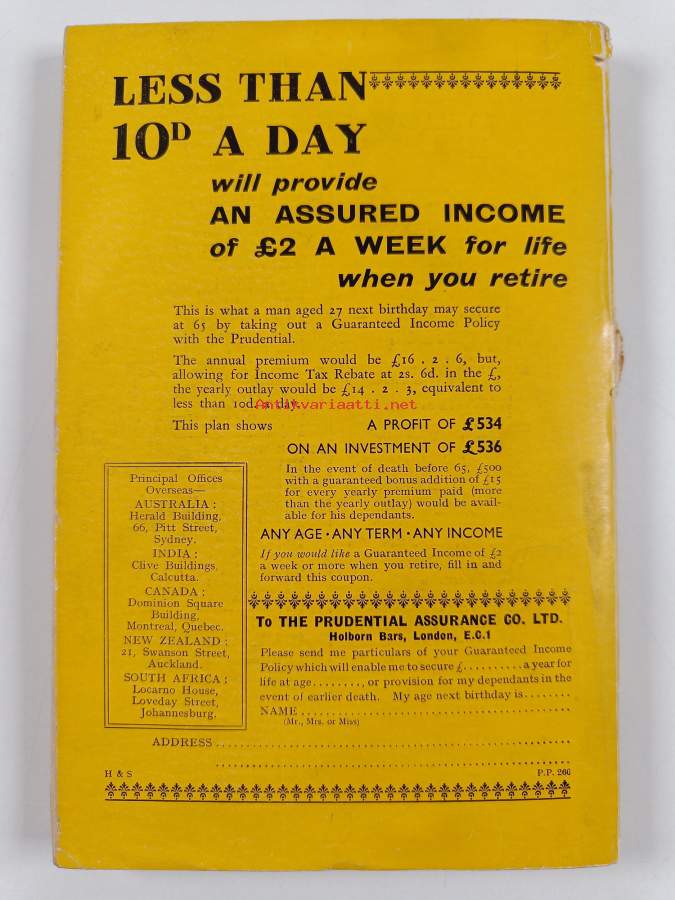 LESS THAN
10D A DAY
will provide
AN ASSURED INCOME
of £2 A WEEK for life
when you retire
This is what a man aged 27 next birthday may secure
at 65 by taking out a Guaranteed Income Policy
with the Prudential.
The annual premium would be £16 . 2 . 6, but,
allowing for Income Tax Rebate at 2s. 6d. in the £,
the yearly outlay would be £14 . 2 . 3, equivalent to
less than 10d. a day.
Antikvariaatti.net
This plan shows A PROFIT OF £534
ON AN INVESTMENT OF £536
In the event of death before 65, £500
with a guaranteed bonus addition of £15
for every yearly premium paid (more
than the yearly outlay) would be avail-
able for his dependants.
ANY AGE · ANY TERM · ANY INCOME
If you would like a Guaranteed Income of £2
a week or more when you retire, fill in and
forward this coupon.
Principal Offices
Overseas—
AUSTRALIA :
Herald Building,
66, Pitt Street,
Sydney.
INDIA :
Clive Buildings,
Calcutta.
CANADA :
Dominion Square
Building,
Montreal, Quebec.
NEW ZEALAND :
21, Swanson Street,
Auckland.
SOUTH AFRICA :
Locarno House,
Loveday Street,
Johannesburg.
To THE PRUDENTIAL ASSURANCE CO. LTD.
Holborn Bars, London, E.C.1
Please send me particulars of your Guaranteed Income
Policy which will enable me to secure £.......... a year for
life at age ........, or provision for my dependants in the
event of earlier death. My age next birthday is ........
NAME ..........
(Mr., Mrs. or Miss)
ADDRESS ..........
H & S P.P. 266